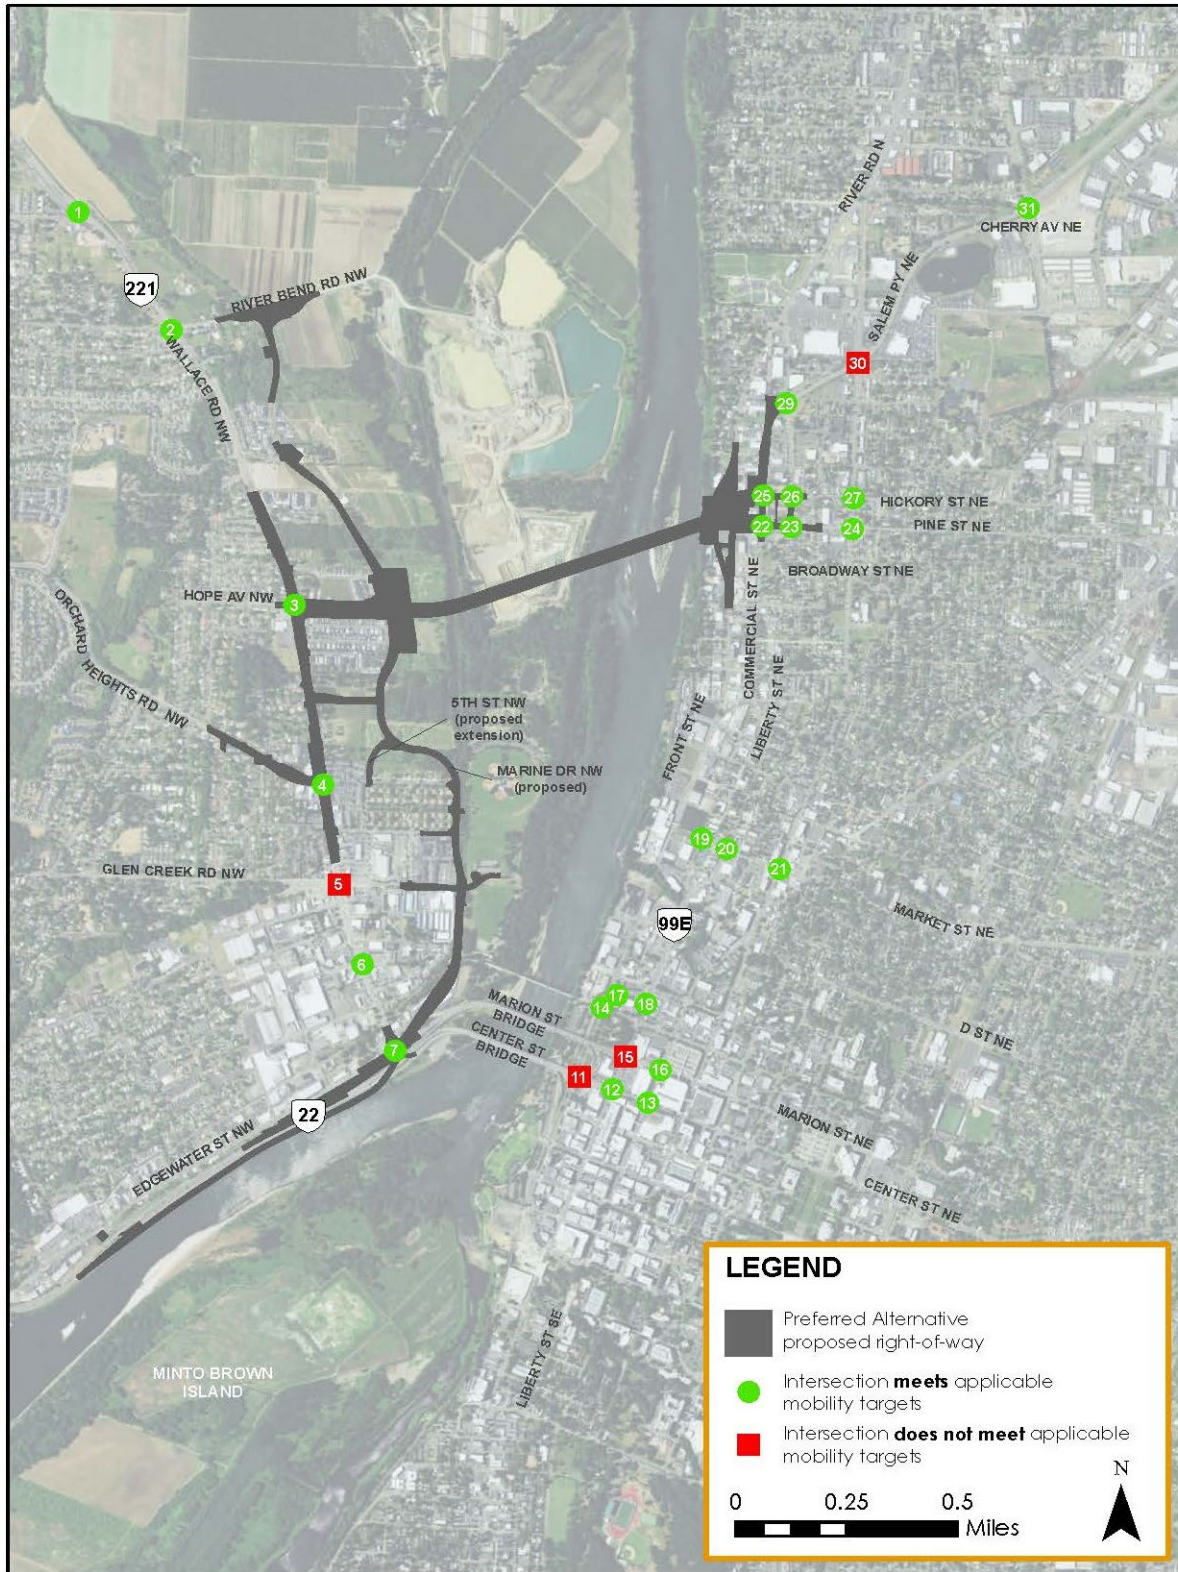 1
31
CHERRY AV NE
RIVER RD N
221
RIVER BEND RD NW
2
WALLACE RD NW
SALEM PY NE
30
29
25
26
27
HICKORY ST NE
22
23
24
PINE ST NE
BROADWAY ST NE
HOPE AV NW
3
ORCHARD HEIGHTS RD NW
COMMERCIAL ST NE
LIBERTY ST NE
FRONT ST NE
5TH ST NW
(proposed
extension)
MARINE DR NW
(proposed)
4
19
20
21
GLEN CREEK RD NW
5
MARKET ST NE
99E
6
MARION ST
BRIDGE
CENTER ST
BRIDGE
17
14
18
D ST NE
7
15
11
16
12
13
22
EDGEWATER ST NW
MARION ST NE
CENTER ST NE
LIBERTY ST SE
MINTO BROWN
ISLAND
LEGEND
Preferred Alternative
proposed right-of-way
Intersection meets applicable
mobility targets
Intersection does not meet applicable
mobility targets
N
0 0.25 0.5
Miles